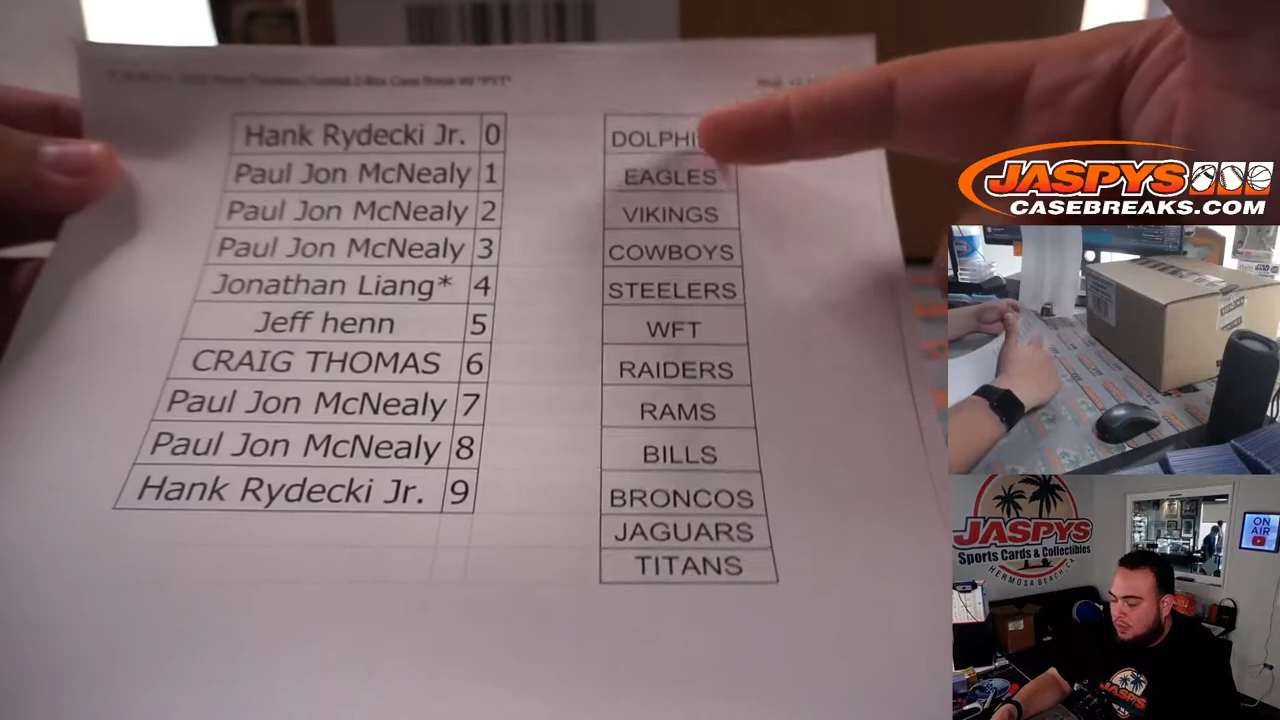 Hank Rydecki Jr. 0
Paul Jon McNealy 1
Paul Jon McNealy 2
Paul Jon McNealy 3
Jonathan Liang* 4
Jeff henn 5
CRAIG THOMAS 6
Paul Jon McNealy 7
Paul Jon McNealy 8
Hank Rydecki Jr. 9
DOLPHI
EAGLES
VIKINGS
COWBOYS
STEELERS
WFT
RAIDERS
RAMS
BILLS
BRONCOS
JAGUARS
TITANS
JASPYS
CASEBREAKS.COM
JASPYS
Sports Cards & Collectibles
HERMOSA BEACH, CA
ON
AIR